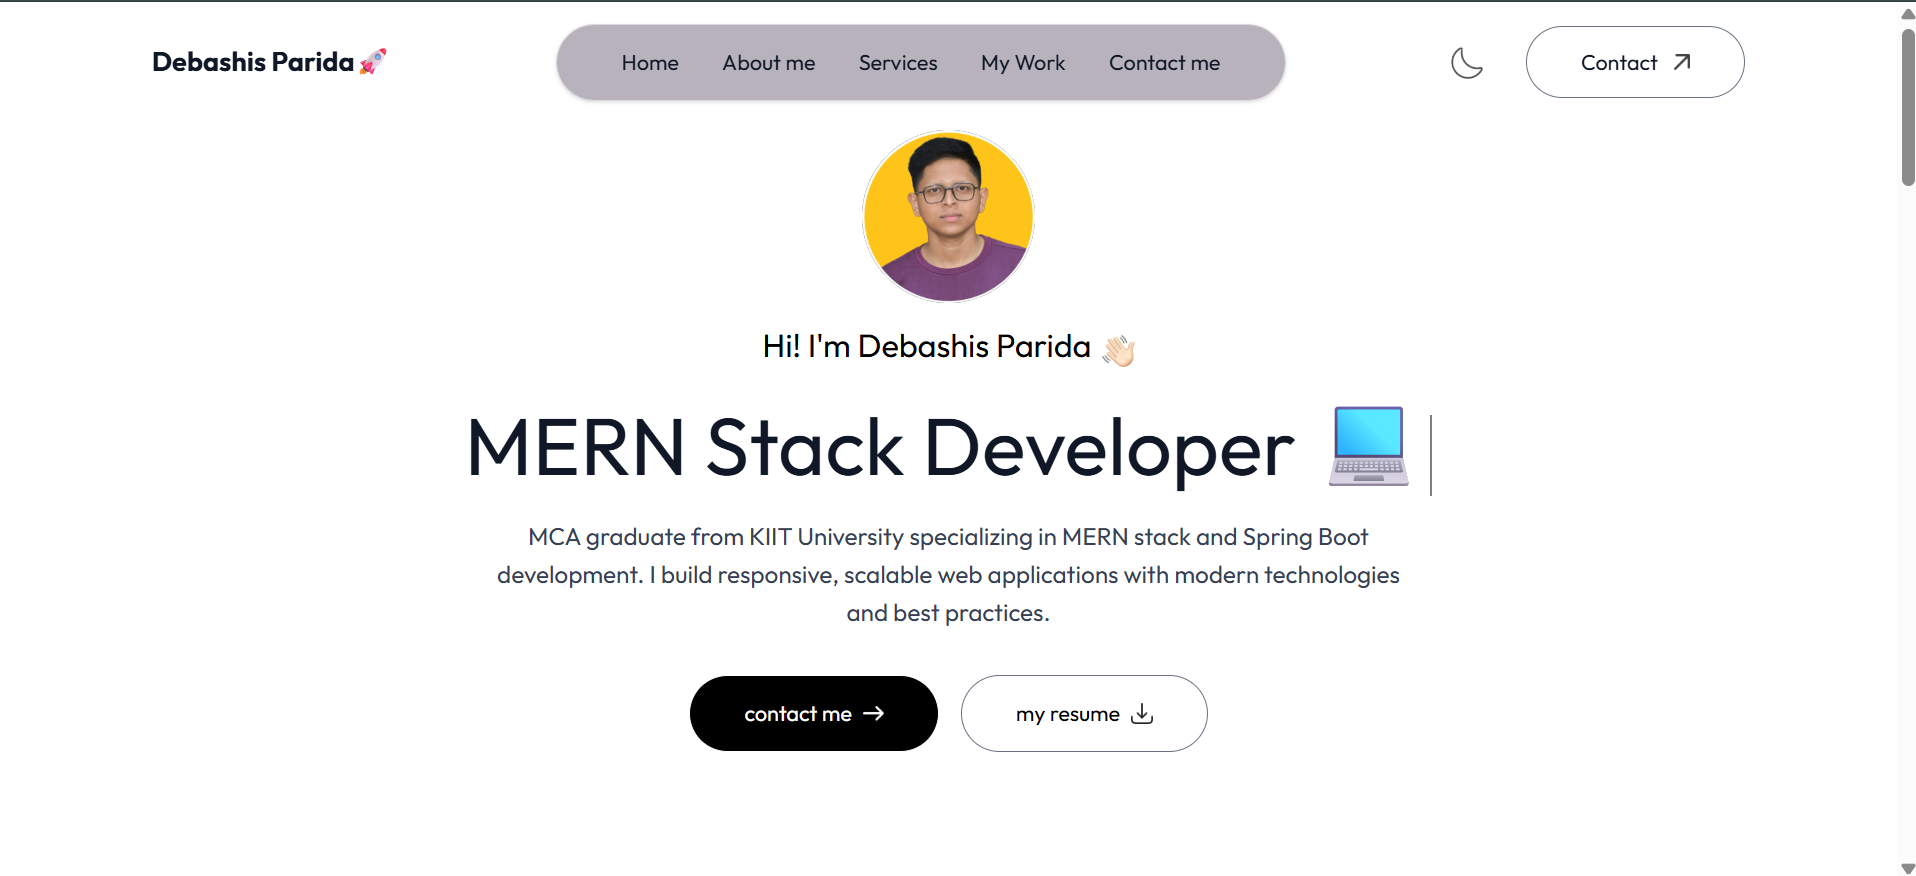 Debashis Parida🚀
Home About me Services My Work Contact me
Contact
Hi! I'm Debashis Parida 👋🏻
MERN Stack Developer 💻
MCA graduate from KIIT University specializing in MERN stack and Spring Boot
development. I build responsive, scalable web applications with modern technologies
and best practices.
contact me →
my resume